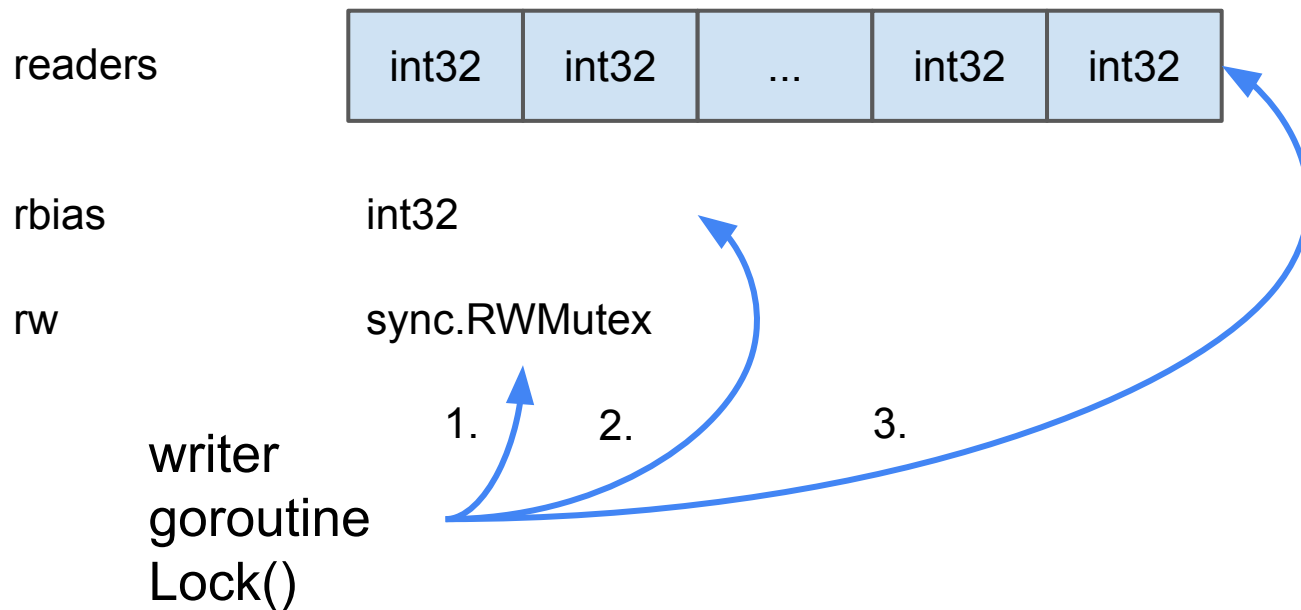 readers int32 int32 ... int32 int32
rbias int32
rw sync.RWMutex
1. 2. 3.
writer
goroutine
Lock()